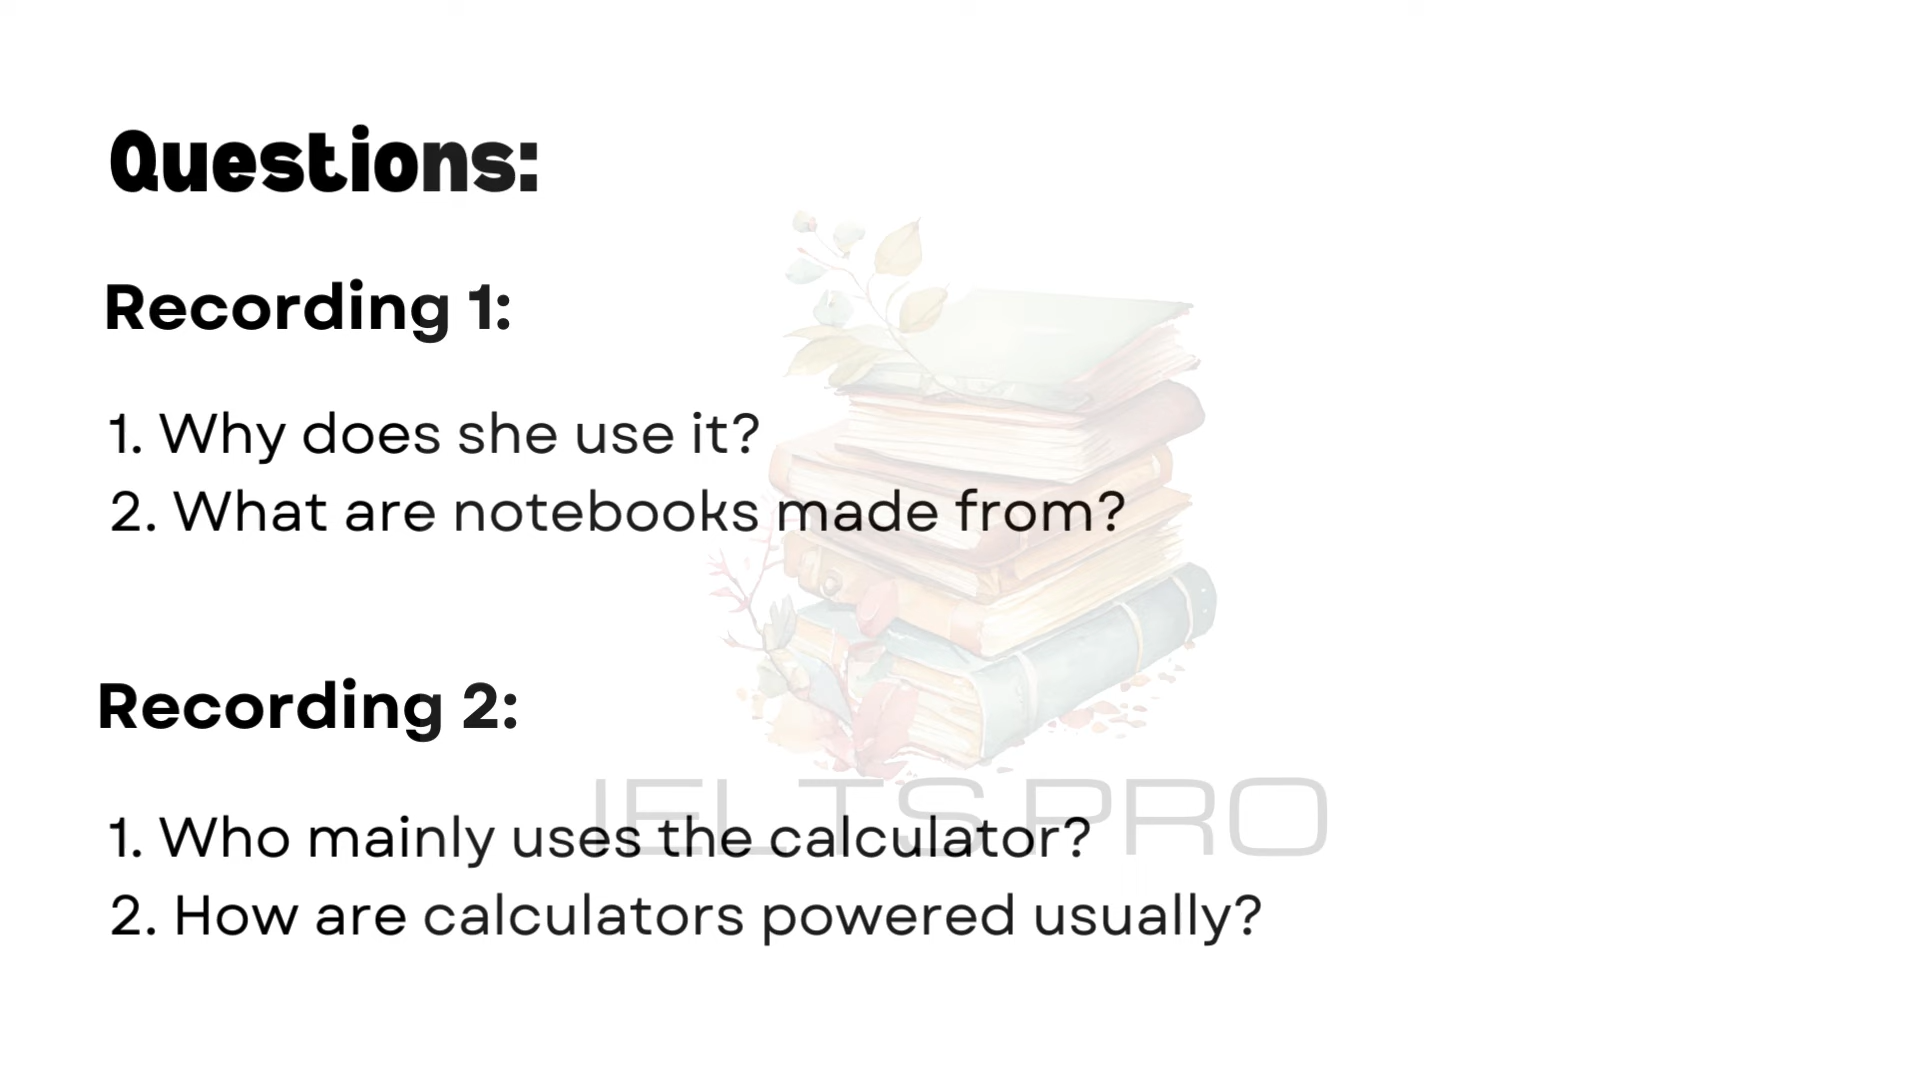 Questions:
Recording 1:
1. Why does she use it?
2. What are notebooks made from?
Recording 2:
IELTS PRO
1. Who mainly uses the calculator?
2. How are calculators powered usually?